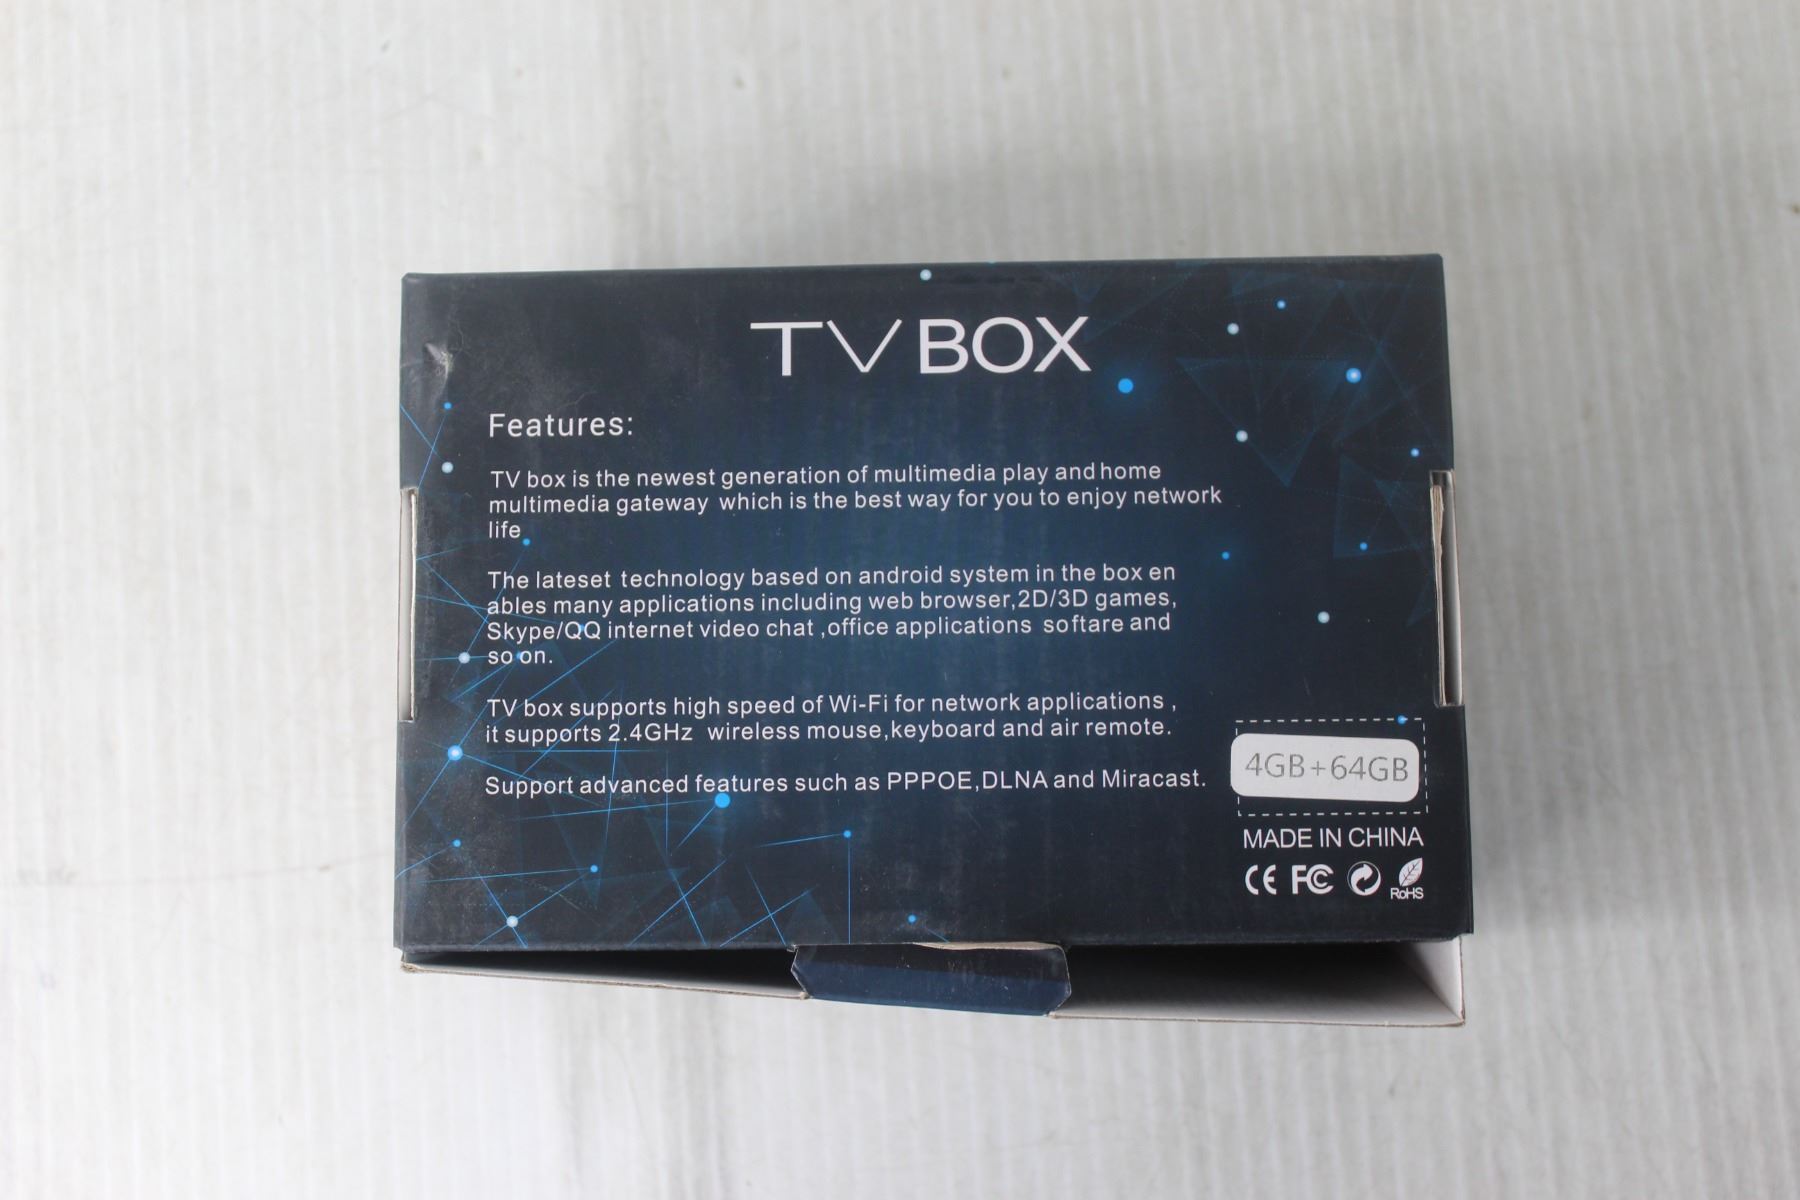 TV BOX
Features:
TV box is the newest generation of multimedia play and home
multimedia gateway which is the best way for you to enjoy network
life
The lateset technology based on android system in the box en
ables many applications including web browser,2D/3D games,
Skype/QQ internet video chat ,office applications softare and
so on.
TV box supports high speed of Wi-Fi for network applications ,
it supports 2.4GHz wireless mouse,keyboard and air remote.
Support advanced features such as PPPOE,DLNA and Miracast.
4GB+64GB
MADE IN CHINA
CE FC RoHS